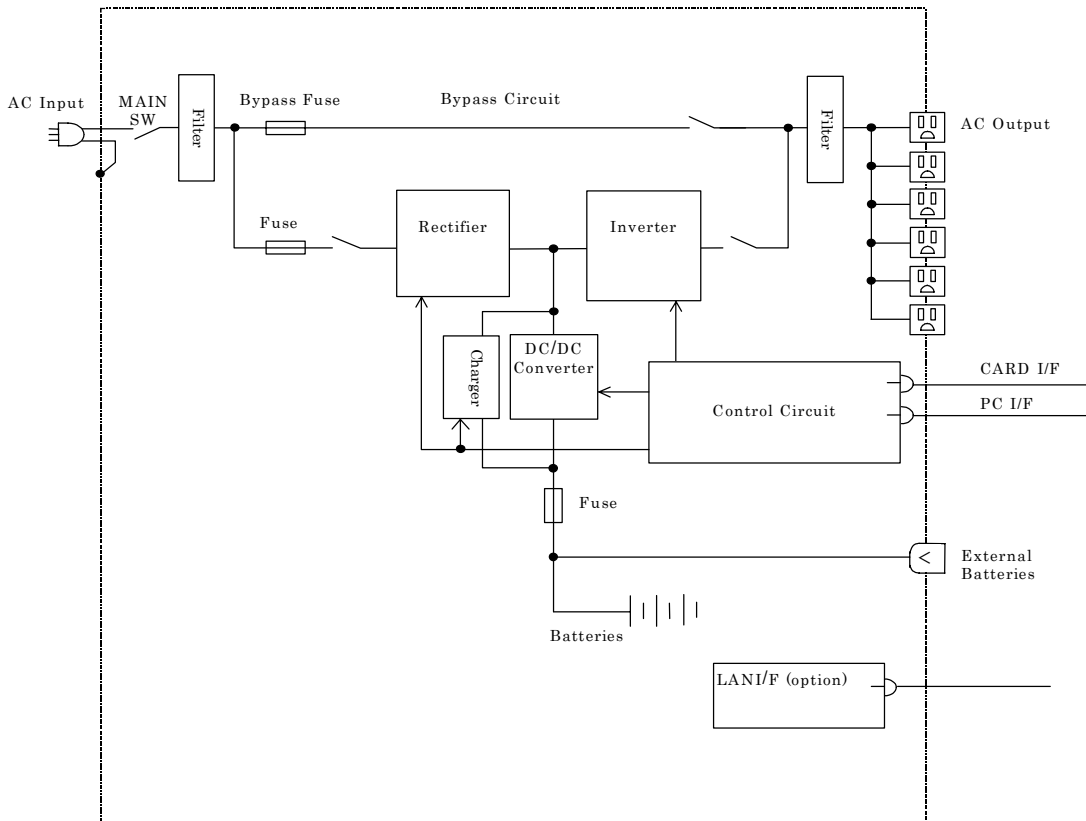 AC Input
MAIN
SW
Filter
Bypass Fuse
Bypass Circuit
Filter
AC Output
Fuse
Rectifier
Inverter
Charger
DC/DC
Converter
Control Circuit
CARD I/F
PC I/F
Fuse
External
Batteries
Batteries
LANI/F (option)